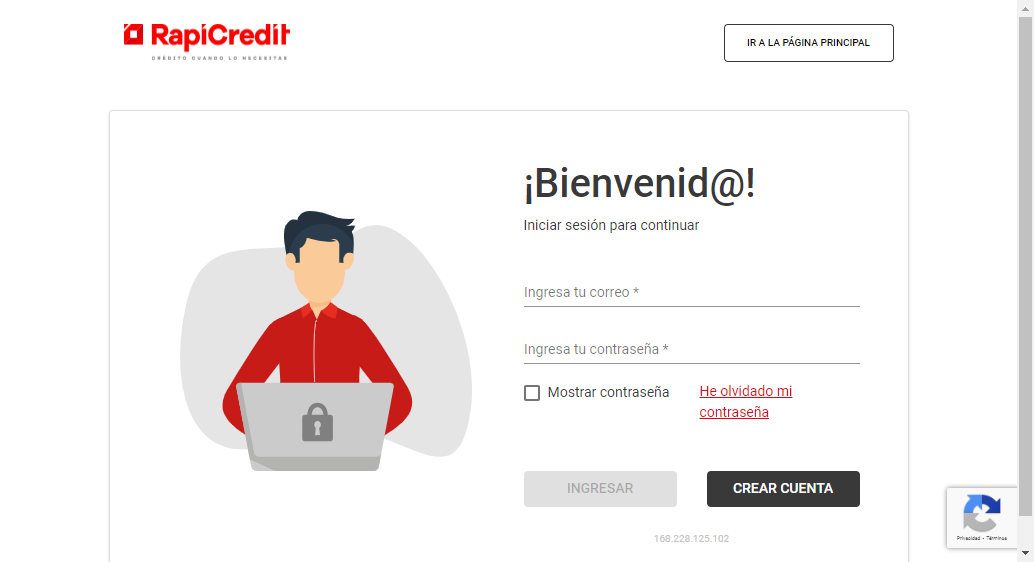 RapiCredit
CRÉDITO CUANDO LO NECESITAS
IR A LA PÁGINA PRINCIPAL
¡Bienvenid@!
Iniciar sesión para continuar
Ingresa tu correo *
Ingresa tu contraseña *
Mostrar contraseña
He olvidado mi
contraseña
INGRESAR
CREAR CUENTA
168.228.125.102
Privacidad - Términos